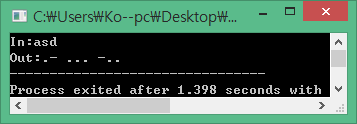 C:₩Users₩Ko--pc₩Desktop₩...
In:asd
Out:.- ... -..
--------------------------------
Process exited after 1.398 seconds with